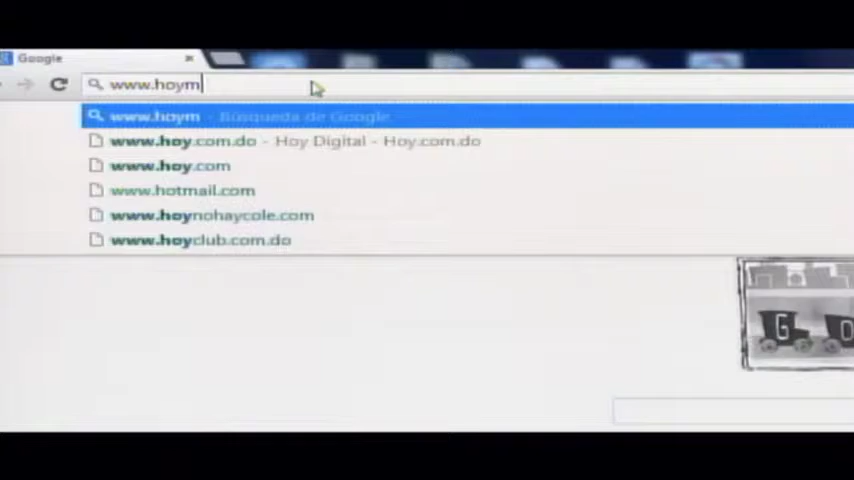 Google
www.hoym
www.hoym - Búsqueda de Google
www.hoy.com.do - Hoy Digital - Hoy.com.do
www.hoy.com
www.hotmail.com
www.hoynohaycole.com
www.hoyclub.com.do
G O